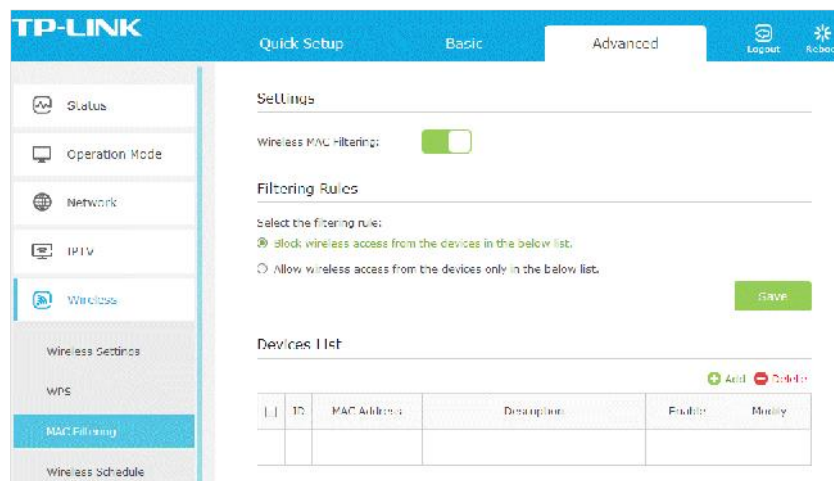 TP-LINK
Quick Setup
Basic
Advanced
Logout
Reboo
Status
Operation Mode
Network
IPTV
Wireless
Wireless Settings
WPS
MAC Filtering
Wireless Schedule
Settings
Wireless MAC Filtering:
Filtering Rules
Select the filtering rule:
Block wireless access from the devices in the below list.
Allow wireless access from the devices only in the below list.
Save
Devices List
Add Delete
ID MAC Address Description Enable Modify